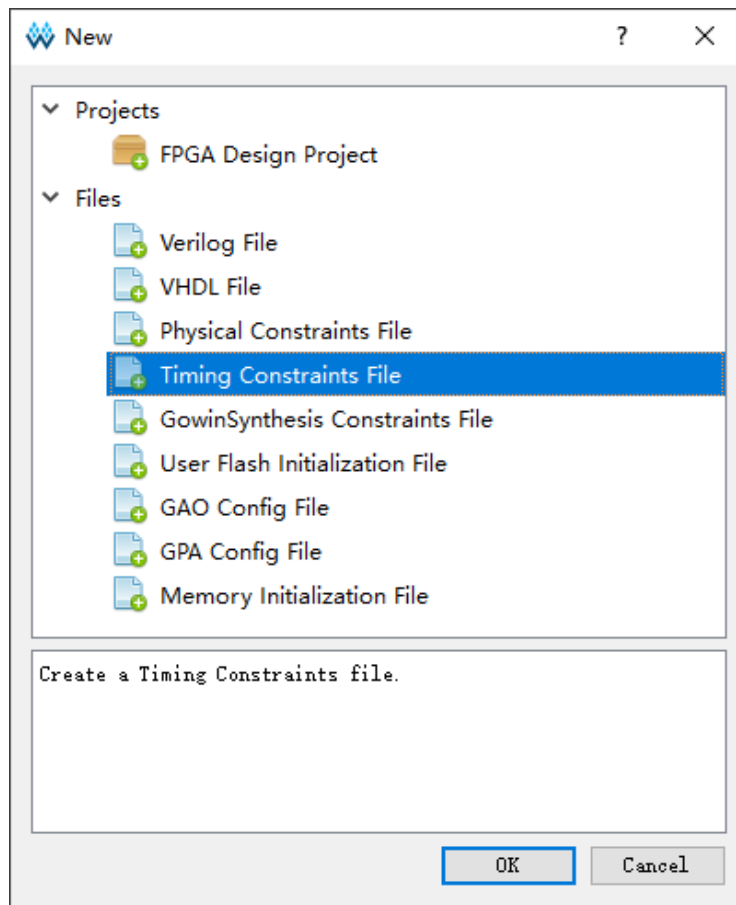 New
Projects
FPGA Design Project
Files
Verilog File
VHDL File
Physical Constraints File
Timing Constraints File
GowinSynthesis Constraints File
User Flash Initialization File
GAO Config File
GPA Config File
Memory Initialization File
Create a Timing Constraints file.
OK Cancel